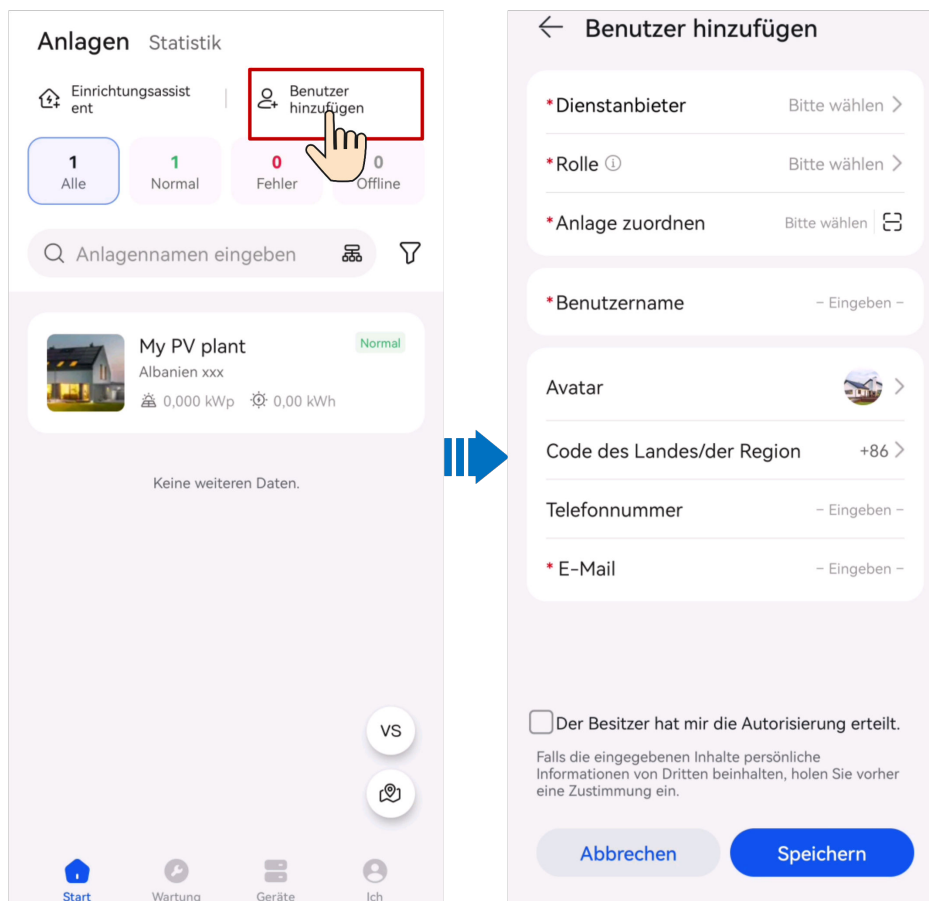 Anlagen Statistik
Einrichtungsassist
ent
Benutzer
hinzufügen
1
Alle
1
Normal
0
Fehler
0
Offline
Anlagennamen eingeben
My PV plant
Normal
Albanien xxx
0,000 kWp 0,00 kWh
Keine weiteren Daten.
VS
Start
Wartung
Geräte
Ich
Benutzer hinzufügen
*Dienstanbieter Bitte wählen
*Rolle Bitte wählen
*Anlage zuordnen Bitte wählen
*Benutzername - Eingeben -
Avatar
Code des Landes/der Region +86
Telefonnummer - Eingeben -
* E-Mail - Eingeben -
Der Besitzer hat mir die Autorisierung erteilt.
Falls die eingegebenen Inhalte persönliche
Informationen von Dritten beinhalten, holen Sie vorher
eine Zustimmung ein.
Abbrechen
Speichern